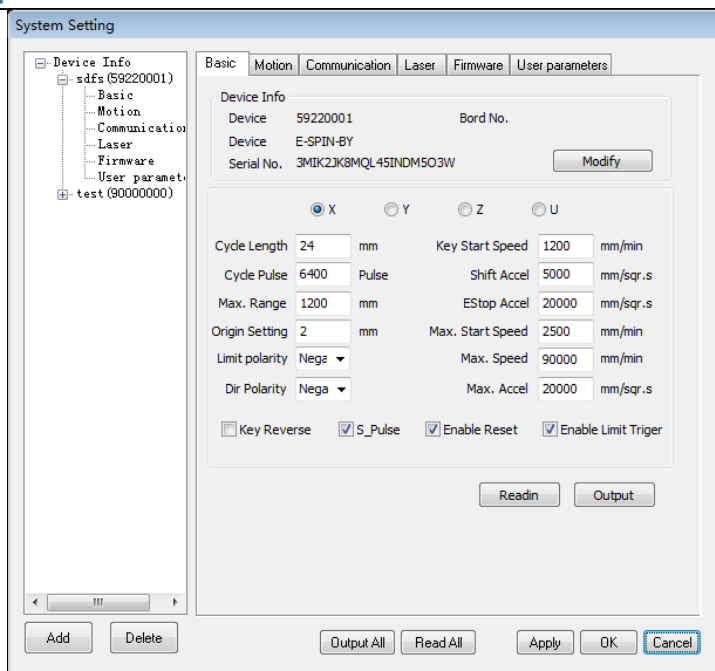 System Setting
Device Info
sdfs(59220001)
Basic
Motion
Communication
Laser
Firmware
User paramet
test(90000000)
Basic Motion Communication Laser Firmware User parameters
Device Info
Device 59220001 Bord No.
Device E-SPIN-BY
Serial No. 3MIK2JK8MQL45INDM5O3W Modify
X Y Z U
Cycle Length 24 mm Key Start Speed 1200 mm/min
Cycle Pulse 6400 Pulse Shift Accel 5000 mm/sqr.s
Max. Range 1200 mm EStop Accel 20000 mm/sqr.s
Origin Setting 2 mm Max. Start Speed 2500 mm/min
Limit polarity Nega Max. Speed 90000 mm/min
Dir Polarity Nega Max. Accel 20000 mm/sqr.s
Key Reverse S_Pulse Enable Reset Enable Limit Triger
Readin Output
Add Delete Output All Read All Apply OK Cancel